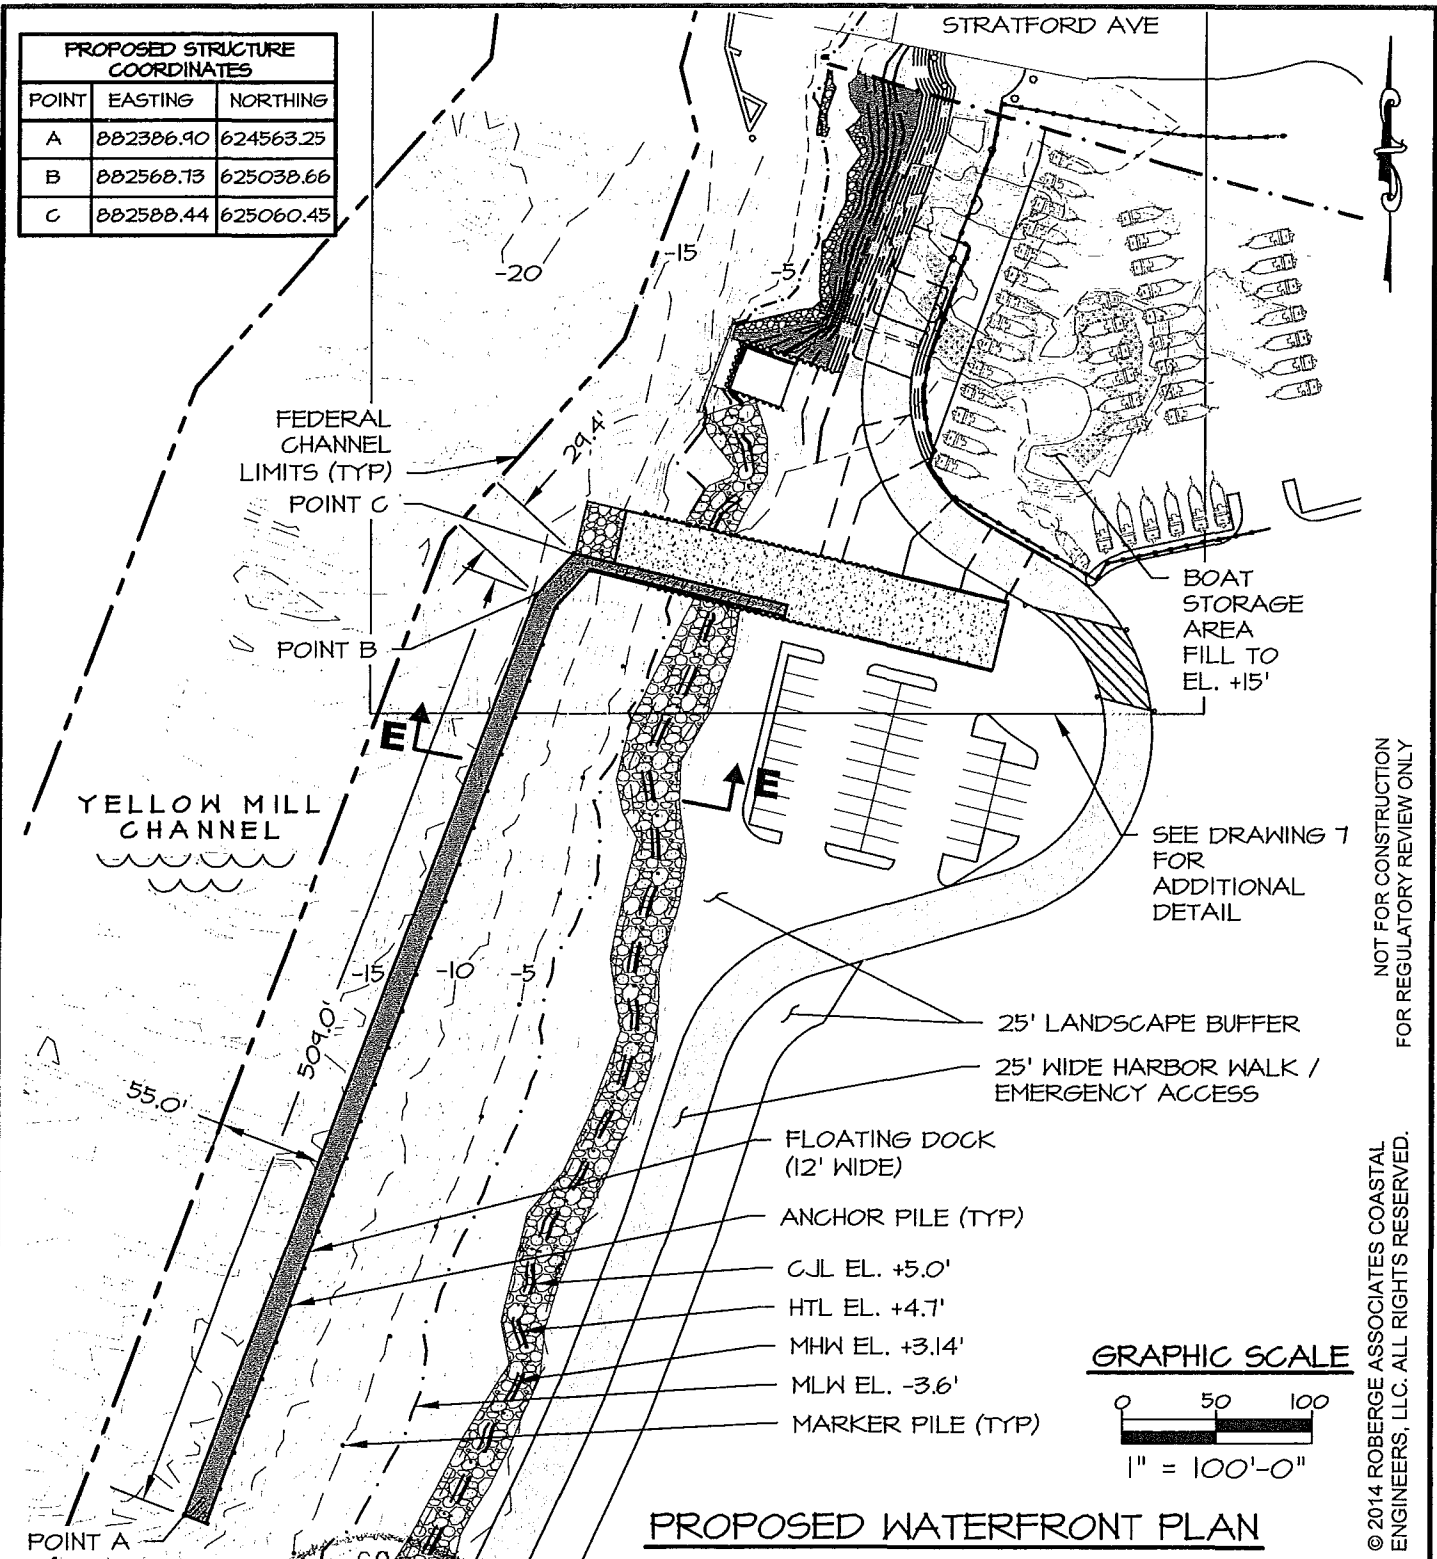 PROPOSED STRUCTURE
COORDINATES
POINT EASTING NORTHING
A 882386.90 624563.25
B 882568.73 625038.66
C 882588.44 625060.45
STRATFORD AVE
-20
-15
-5
FEDERAL
CHANNEL
LIMITS (TYP)
29.4'
POINT C
POINT B
BOAT
STORAGE
AREA
FILL TO
EL. +15'
E
E
YELLOW MILL
CHANNEL
SEE DRAWING 7
FOR
ADDITIONAL
DETAIL
-15
-10
-5
509.0'
55.0'
25' LANDSCAPE BUFFER
25' WIDE HARBOR WALK /
EMERGENCY ACCESS
FLOATING DOCK
(12' WIDE)
ANCHOR PILE (TYP)
CJL EL. +5.0'
HTL EL. +4.7'
MHW EL. +3.14'
MLW EL. -3.6'
MARKER PILE (TYP)
GRAPHIC SCALE
0 50 100
1" = 100'-0"
POINT A
PROPOSED WATERFRONT PLAN
NOT FOR CONSTRUCTION
FOR REGULATORY REVIEW ONLY
© 2014 ROBERGE ASSOCIATES COASTAL
ENGINEERS, LLC. ALL RIGHTS RESERVED.